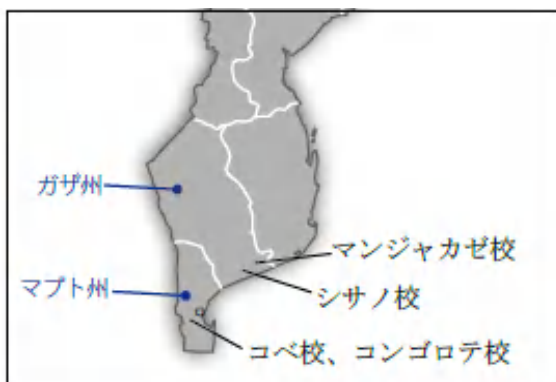 ガザ州
マンジャカゼ校
マプト州
シサノ校
コベ校、コンゴロテ校